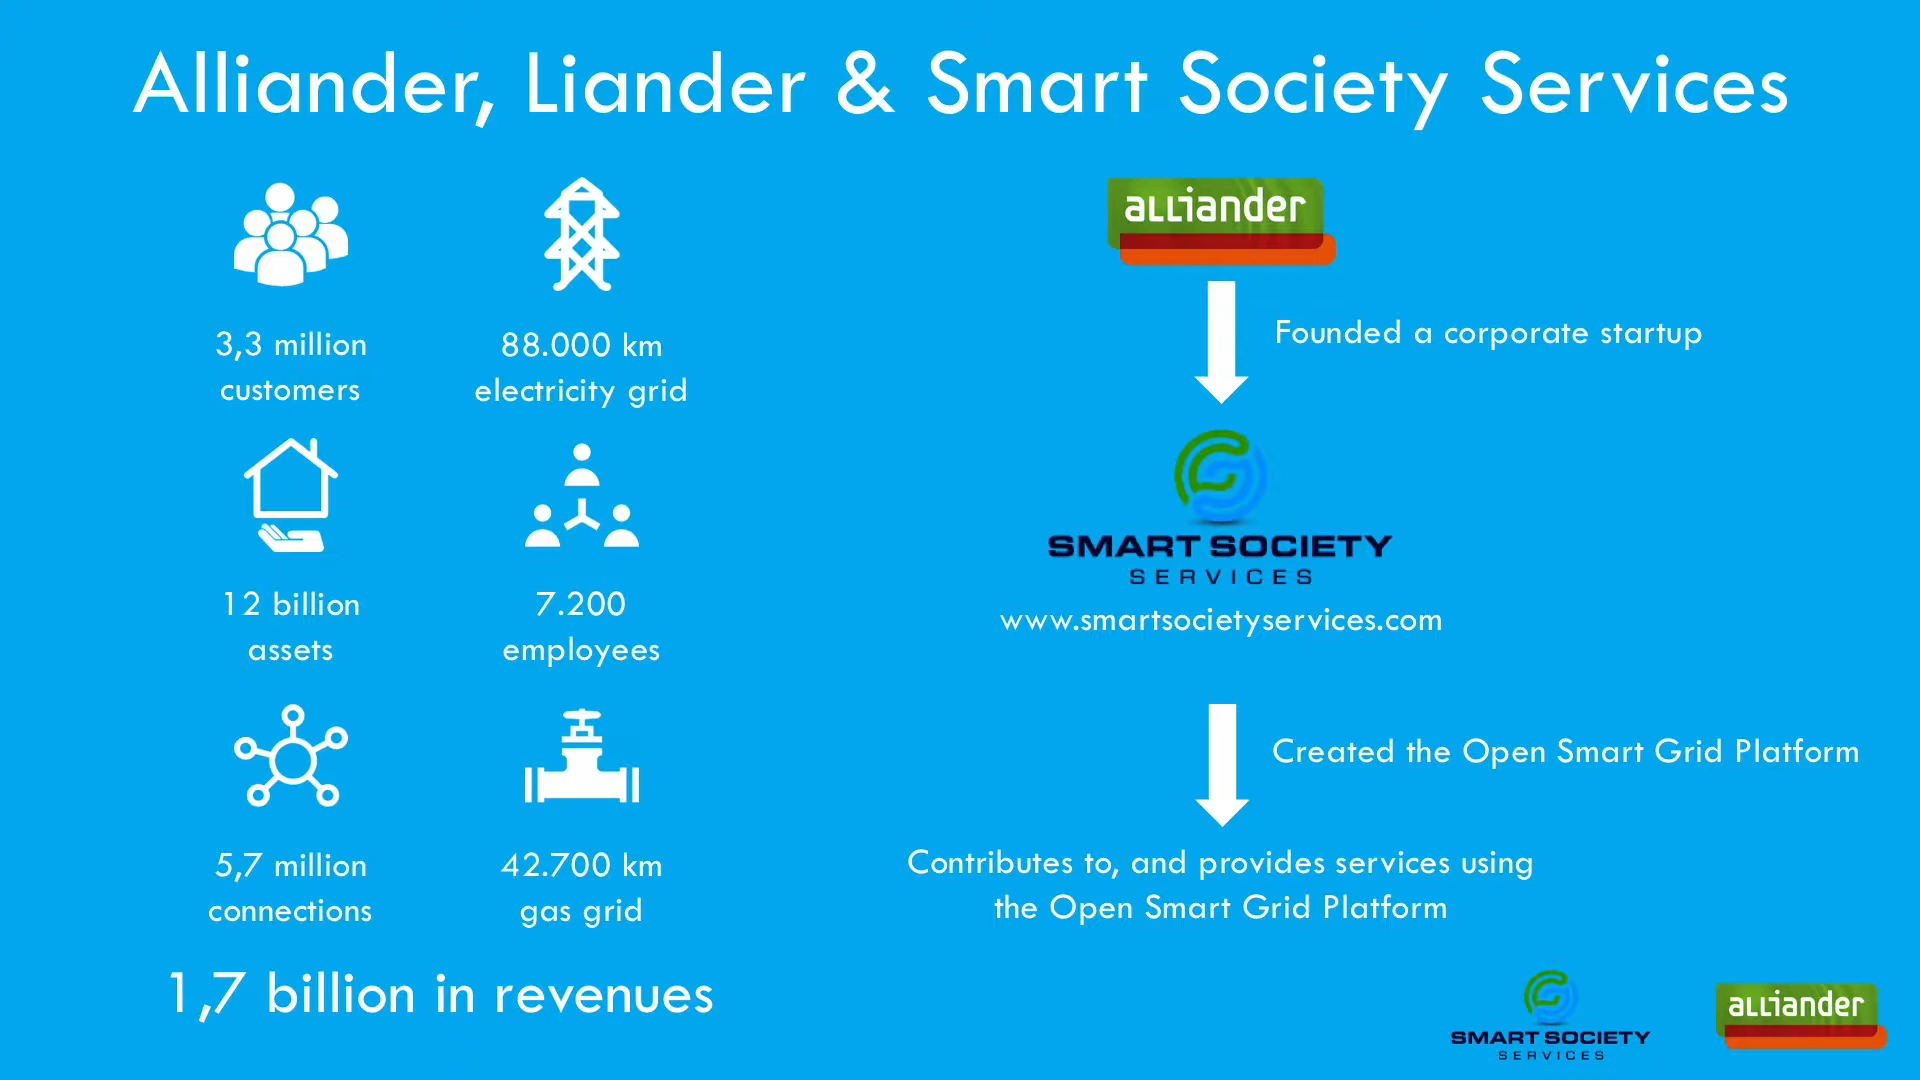 Alliander, Liander & Smart Society Services
3,3 million
customers
88.000 km
electricity grid
12 billion
assets
7.200
employees
5,7 million
connections
42.700 km
gas grid
1,7 billion in revenues
alliander
Founded a corporate startup
SMART SOCIETY
SERVICES
www.smartsocietyservices.com
Created the Open Smart Grid Platform
Contributes to, and provides services using
the Open Smart Grid Platform
SMART SOCIETY
SERVICES
alliander